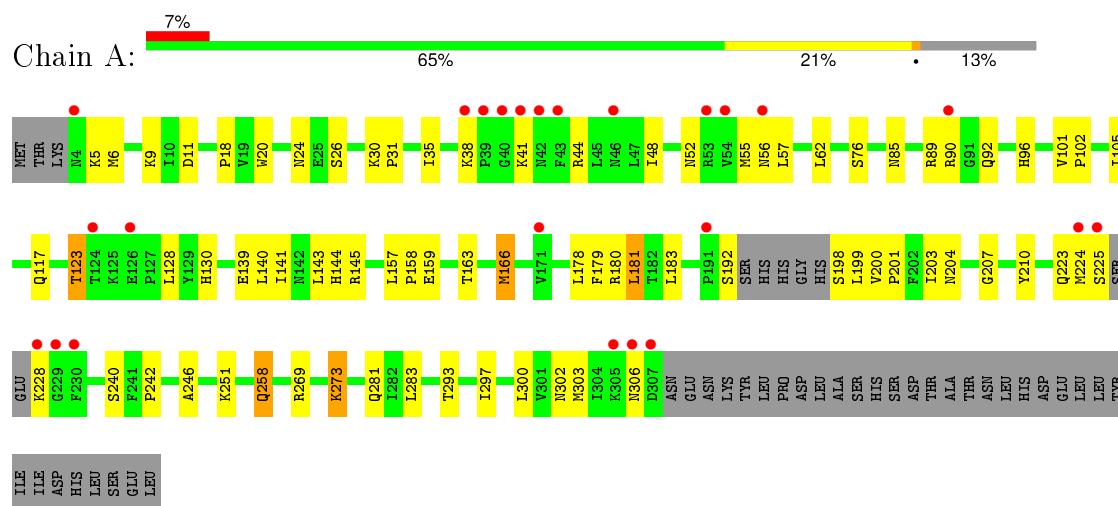 7%
Chain A:
65% 21% • 13%
MET THR LYS N4 K5 M6 K9 I10 D11 P18 V19 W20 N24 E25 S26 K30 P31 I35 K38 P39 G40 K41 N42 F43 R44 L45 N46 L47 I48 N52 R53 V54 M55 N56 L57 L62 S76 N85 R89 R90 G91 Q92 H96 V101 P102 I105
Q117 T123 T124 K125 E126 P127 L128 Y129 H130 E139 L140 I141 N142 L143 H144 R145 L157 P158 E159 T163 M166 V171 L178 F179 R180 L181 T182 L183 P191 S192 SER HIS HIS GLY HIS S198 L199 V200 P201 F202 I203 N204 G207 Y210 Q223 M224 S225 SER
GLU K228 G229 F230 S240 F241 P242 A246 K251 Q258 R269 K273 Q281 I282 L283 T293 I297 L300 V301 N302 M303 I304 K305 N306 D307 ASN GLU ASN LYS TYR LEU PRO ASP LEU ALA SER HIS SER ASP THR ALA THR ASN LEU HIS ASP GLU LEU LEU TYR
ILE ILE ASP HIS LEU SER GLU LEU